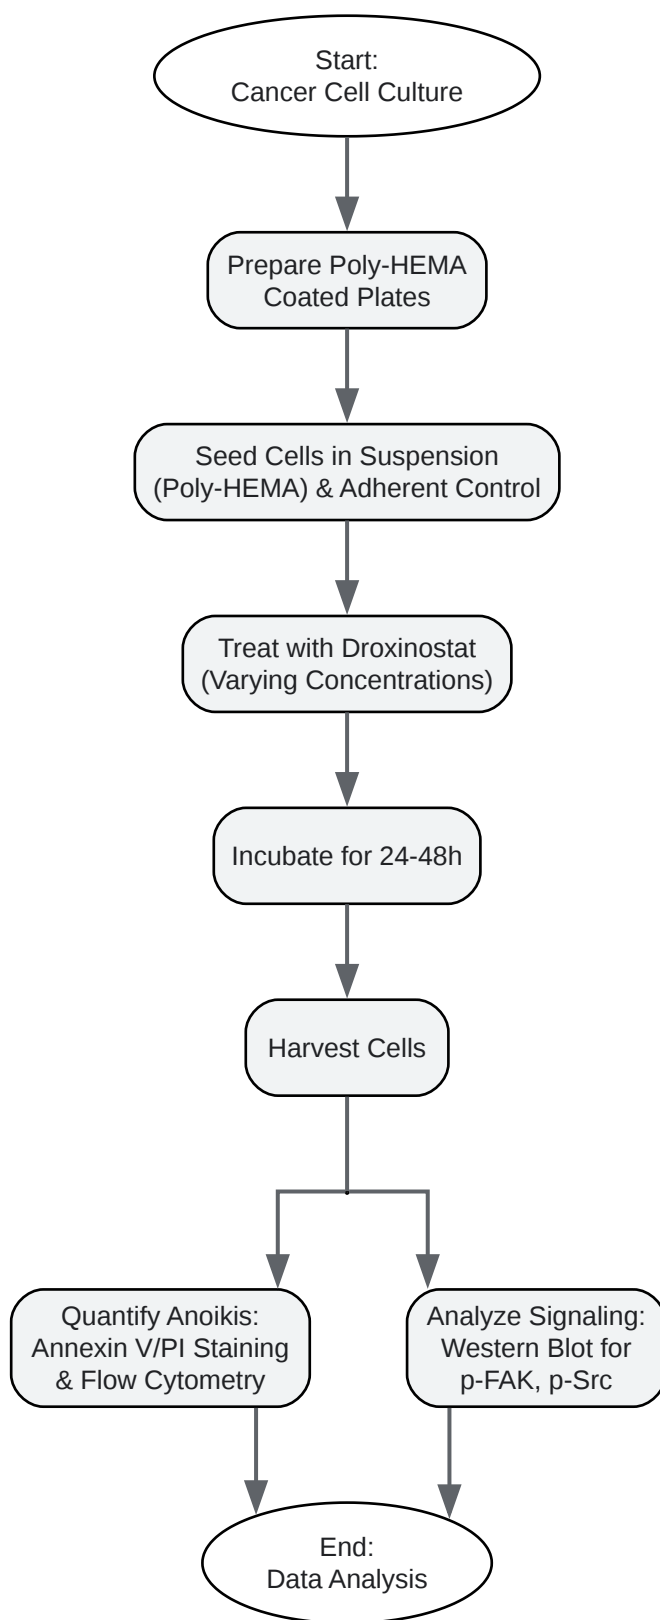 Start:
Cancer Cell Culture
Prepare Poly-HEMA
Coated Plates
Seed Cells in Suspension
(Poly-HEMA) & Adherent Control
Treat with Droxinostat
(Varying Concentrations)
Incubate for 24-48h
Harvest Cells
Quantify Anoikis:
Annexin V/PI Staining
& Flow Cytometry
Analyze Signaling:
Western Blot for
p-FAK, p-Src
End:
Data Analysis